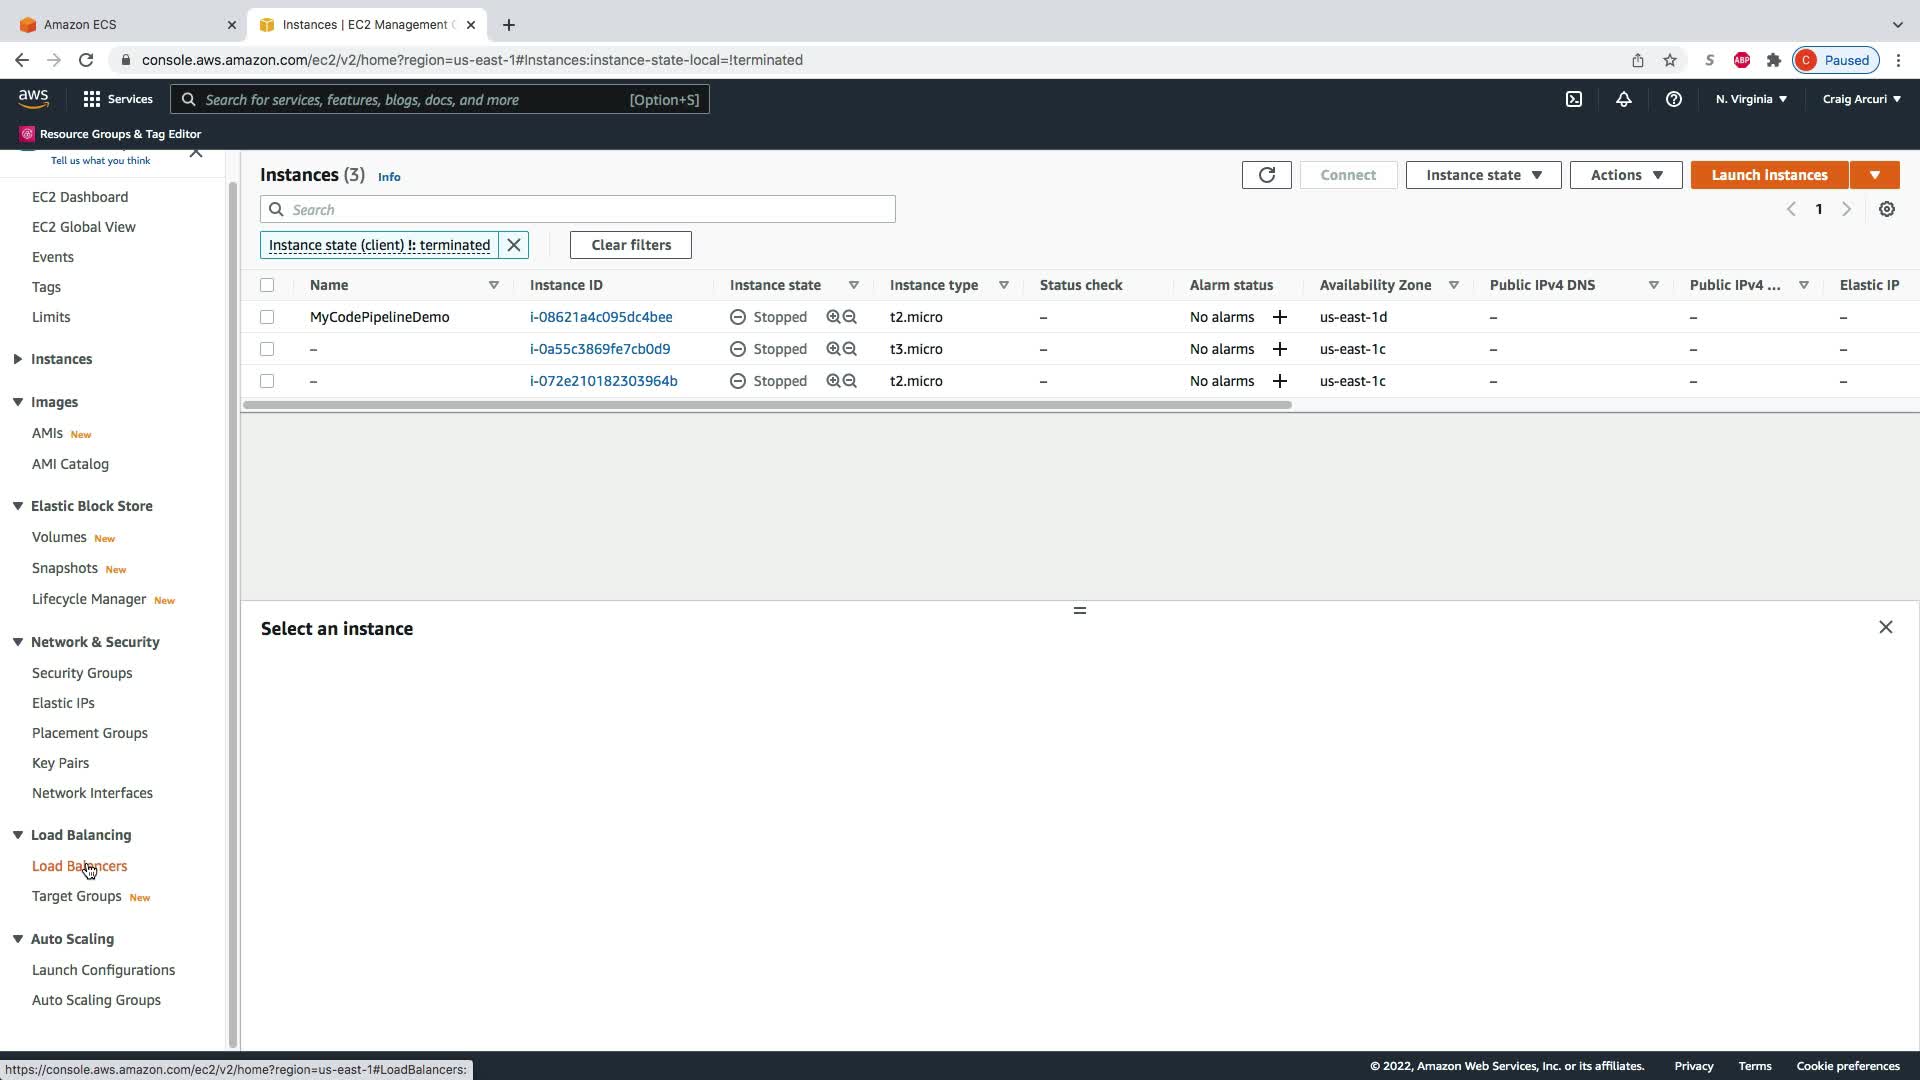 Amazon ECS
Instances | EC2 Management
console.aws.amazon.com/ec2/v2/home?region=us-east-1#Instances:instance-state-local=!terminated
S
ABP
C
Paused
aws
Services
Search for services, features, blogs, docs, and more
[Option+S]
N. Virginia
Craig Arcuri
Resource Groups & Tag Editor
Tell us what you think
EC2 Dashboard
EC2 Global View
Events
Tags
Limits
Instances
Images
AMIs New
AMI Catalog
Elastic Block Store
Volumes New
Snapshots New
Lifecycle Manager New
Network & Security
Security Groups
Elastic IPs
Placement Groups
Key Pairs
Network Interfaces
Load Balancing
Load Balancers
Target Groups New
Auto Scaling
Launch Configurations
Auto Scaling Groups
Instances (3) Info
Connect
Instance state
Actions
Launch Instances
Search
1
Instance state (client) !: terminated
Clear filters
Name Instance ID Instance state Instance type Status check Alarm status Availability Zone Public IPv4 DNS Public IPv4 ... Elastic IP
MyCodePipelineDemo i-08621a4c095dc4bee Stopped t2.micro – No alarms + us-east-1d – – –
– i-0a55c3869fe7cb0d9 Stopped t3.micro – No alarms + us-east-1c – – –
– i-072e210182303964b Stopped t2.micro – No alarms + us-east-1c – – –
Select an instance
https://console.aws.amazon.com/ec2/v2/home?region=us-east-1#LoadBalancers:
© 2022, Amazon Web Services, Inc. or its affiliates.
Privacy
Terms
Cookie preferences